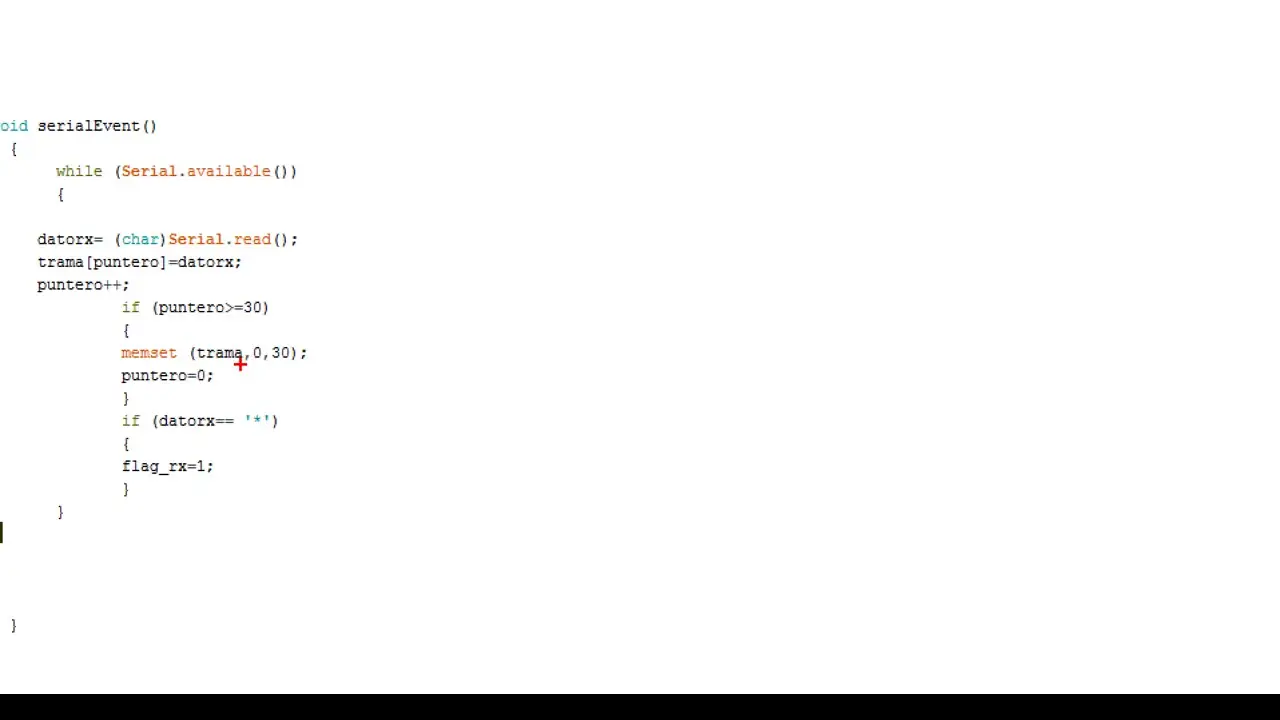 oid serialEvent()
{
while (Serial.available())
{
datorx= (char)Serial.read();
trama[puntero]=datorx;
puntero++;
if (puntero>=30)
{
memset (trama,0,30);
puntero=0;
}
if (datorx== '*')
{
flag_rx=1;
}
}
}